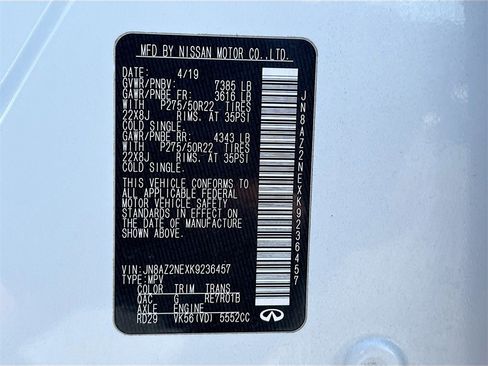 MFD BY NISSAN MOTOR CO.,LTD.
DATE: 4/19
GVWR/PNBV: 7385 LB
GAWR/PNBE FR: 3616 LB
WITH P275/50R22 TIRES
22X8J RIMS. AT 35PSI
COLD SINGLE.
GAWR/PNBE RR: 4343 LB
WITH P275/50R22 TIRES
22X8J RIMS. AT 35PSI
COLD SINGLE.
THIS VEHICLE CONFORMS TO
ALL APPLICABLE FEDERAL
MOTOR VEHICLE SAFETY
STANDARDS IN EFFECT ON
THE DATE OF MANUFACTURE
SHOWN ABOVE.
VIN:JN8AZ2NEXK9236457
TYPE:MPV
COLOR TRIM TRANS
QAC G RE7R01B
AXLE ENGINE
RD29 VK56(VD) 5552CC
JN8AZ2NEXK9236457